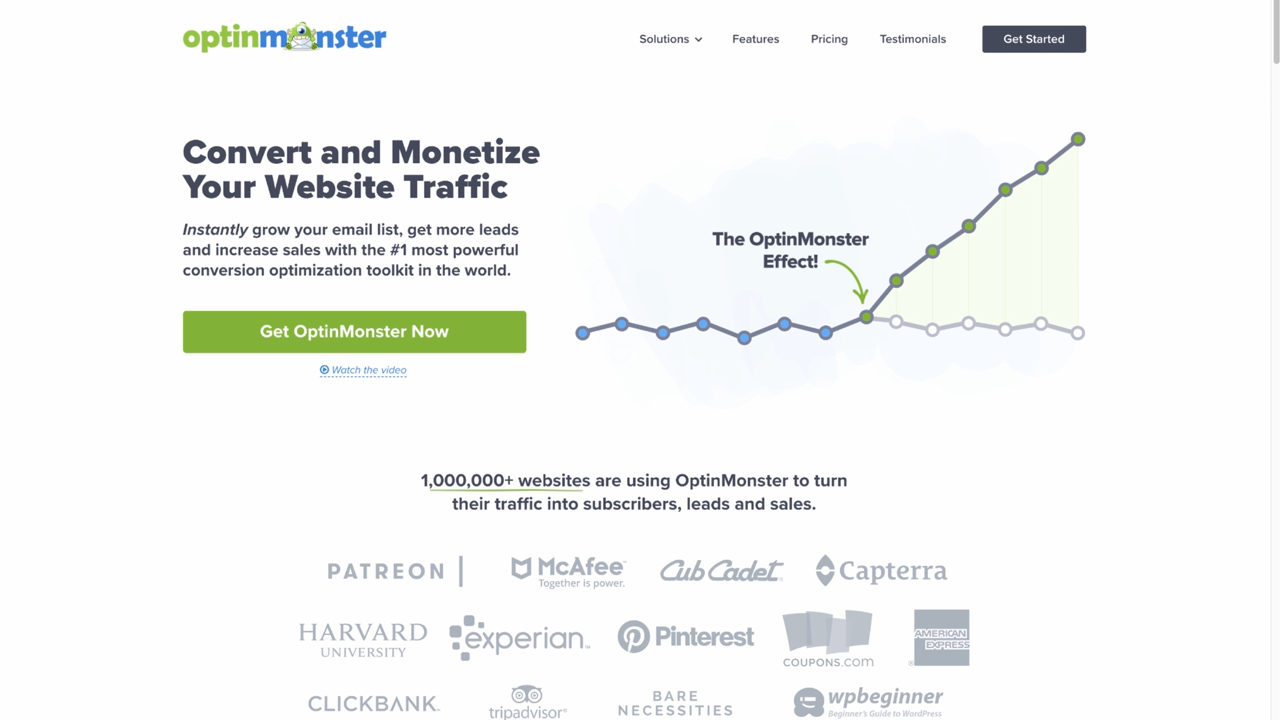 optinmonster
Solutions
Features
Pricing
Testimonials
Get Started
Convert and Monetize
Your Website Traffic
Instantly grow your email list, get more leads
and increase sales with the #1 most powerful
conversion optimization toolkit in the world.
Get OptinMonster Now
Watch the video
The OptinMonster
Effect!
1,000,000+ websites are using OptinMonster to turn
their traffic into subscribers, leads and sales.
PATREON
McAfee™
Together is power.
Cub Cadet
Capterra
HARVARD
UNIVERSITY
experian™
Pinterest
COUPONS.com
AMERICAN
EXPRESS
CLICKBANK
tripadvisor®
BARE
NECESSITIES
wpbeginner
Beginner's Guide to WordPress